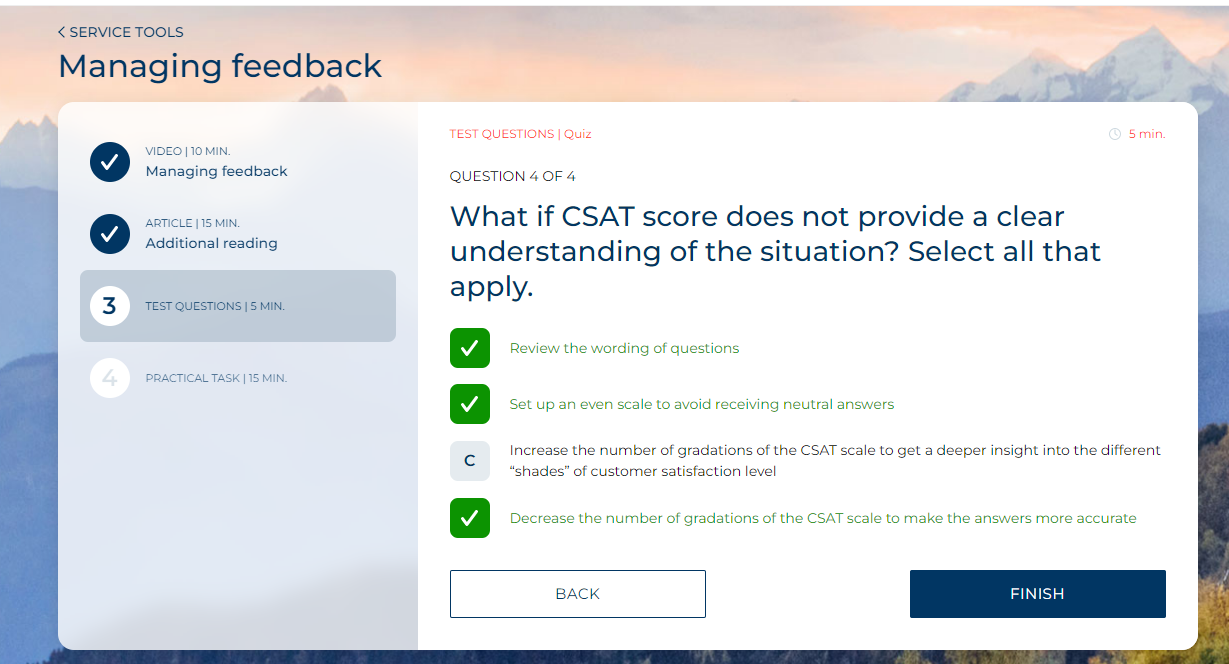 SERVICE TOOLS
Managing feedback
VIDEO | 10 MIN.
Managing feedback
ARTICLE | 15 MIN.
Additional reading
3
TEST QUESTIONS | 5 MIN.
4
PRACTICAL TASK | 15 MIN.
TEST QUESTIONS | Quiz
5 min.
QUESTION 4 OF 4
What if CSAT score does not provide a clear
understanding of the situation? Select all that
apply.
Review the wording of questions
Set up an even scale to avoid receiving neutral answers
C
Increase the number of gradations of the CSAT scale to get a deeper insight into the different
“shades” of customer satisfaction level
Decrease the number of gradations of the CSAT scale to make the answers more accurate
BACK
FINISH